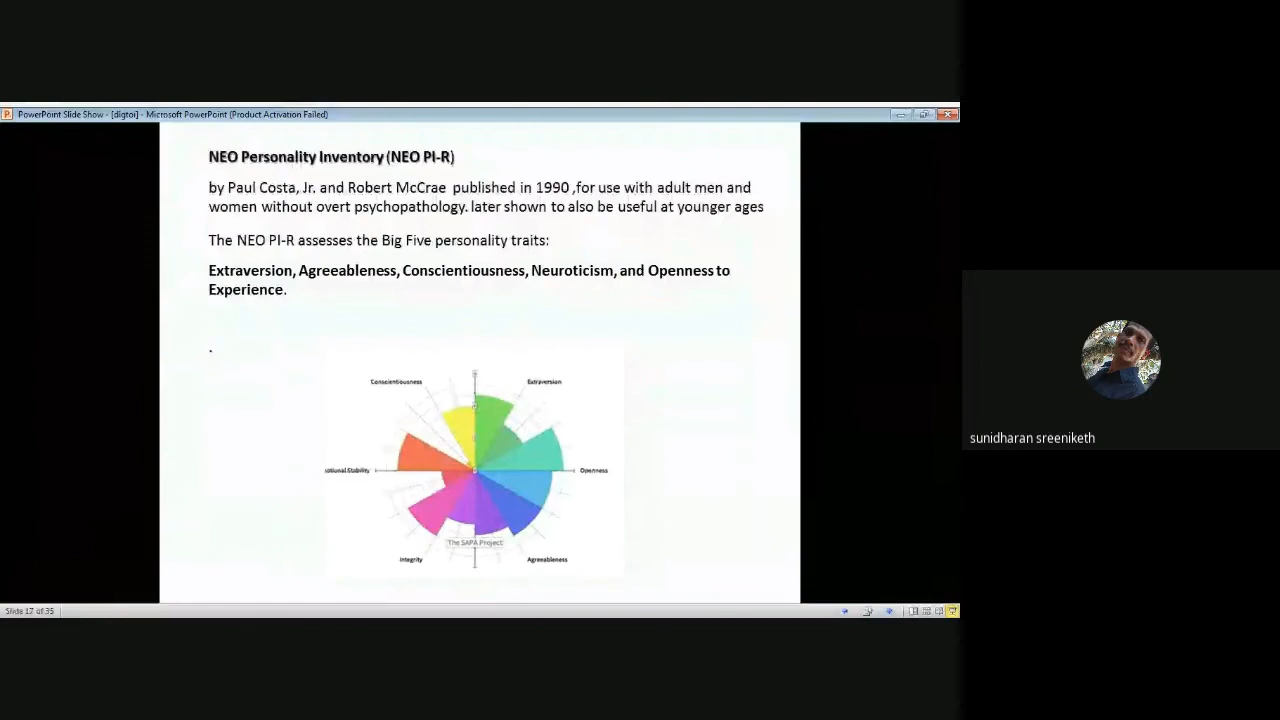 PowerPoint Slide Show - [digtoi] - Microsoft PowerPoint (Product Activation Failed)
NEO Personality Inventory (NEO PI-R)
by Paul Costa, Jr. and Robert McCrae published in 1990 ,for use with adult men and
women without overt psychopathology. later shown to also be useful at younger ages
The NEO PI-R assesses the Big Five personality traits:
Extraversion, Agreeableness, Conscientiousness, Neuroticism, and Openness to
Experience.
.
Conscientiousness
Extraversion
otional Stability
Openness
The SAPA Project
Integrity
Agreeableness
sunidharan sreeniketh
Slide 17 of 35